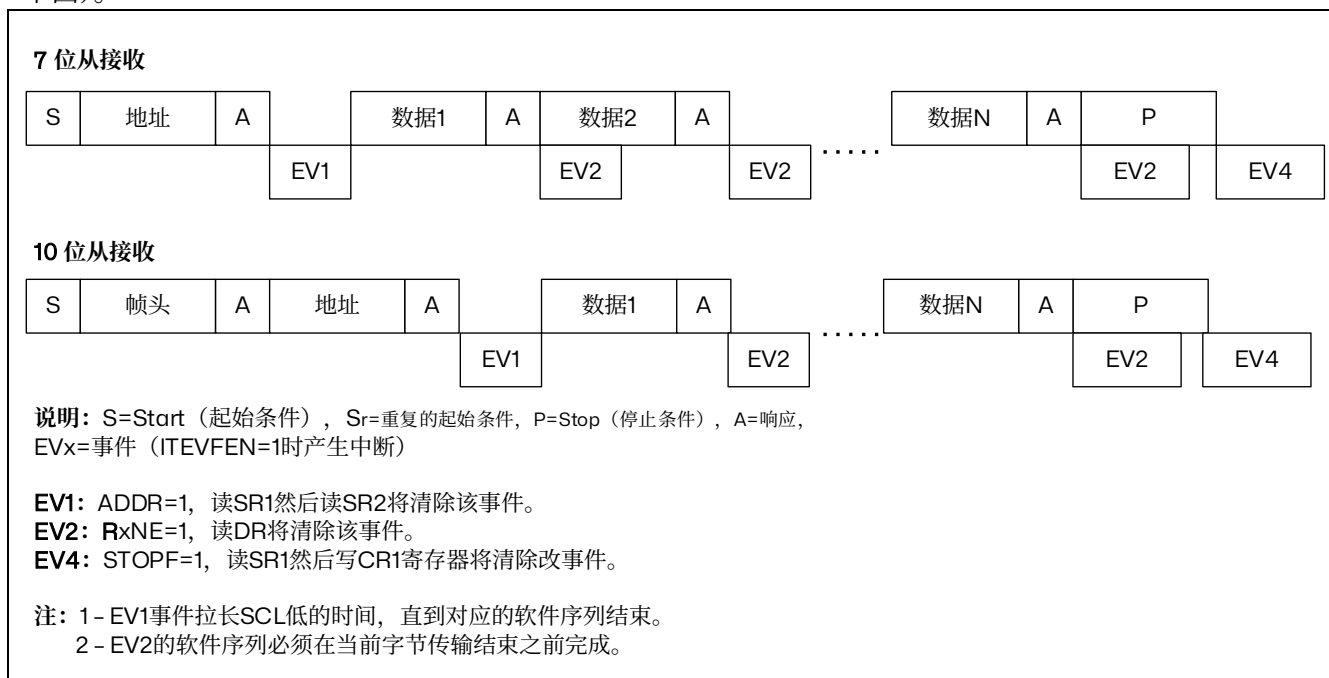 7 位从接收
S 地址 A 数据1 A 数据2 A ..... 数据N A P
EV1 EV2 EV2 EV2 EV4
10 位从接收
S 帧头 A 地址 A 数据1 A ..... 数据N A P
EV1 EV2 EV2 EV4
说明：S=Start（起始条件）, Sr=重复的起始条件, P=Stop（停止条件）, A=响应,
EVx=事件（ITEVFEN=1时产生中断）
EV1：ADDR=1, 读SR1然后读SR2将清除该事件。
EV2：RxNE=1, 读DR将清除该事件。
EV4：STOPF=1, 读SR1然后写CR1寄存器将清除改事件。
注：1 – EV1事件拉长SCL低的时间, 直到对应的软件序列结束。
2 – EV2的软件序列必须在当前字节传输结束之前完成。